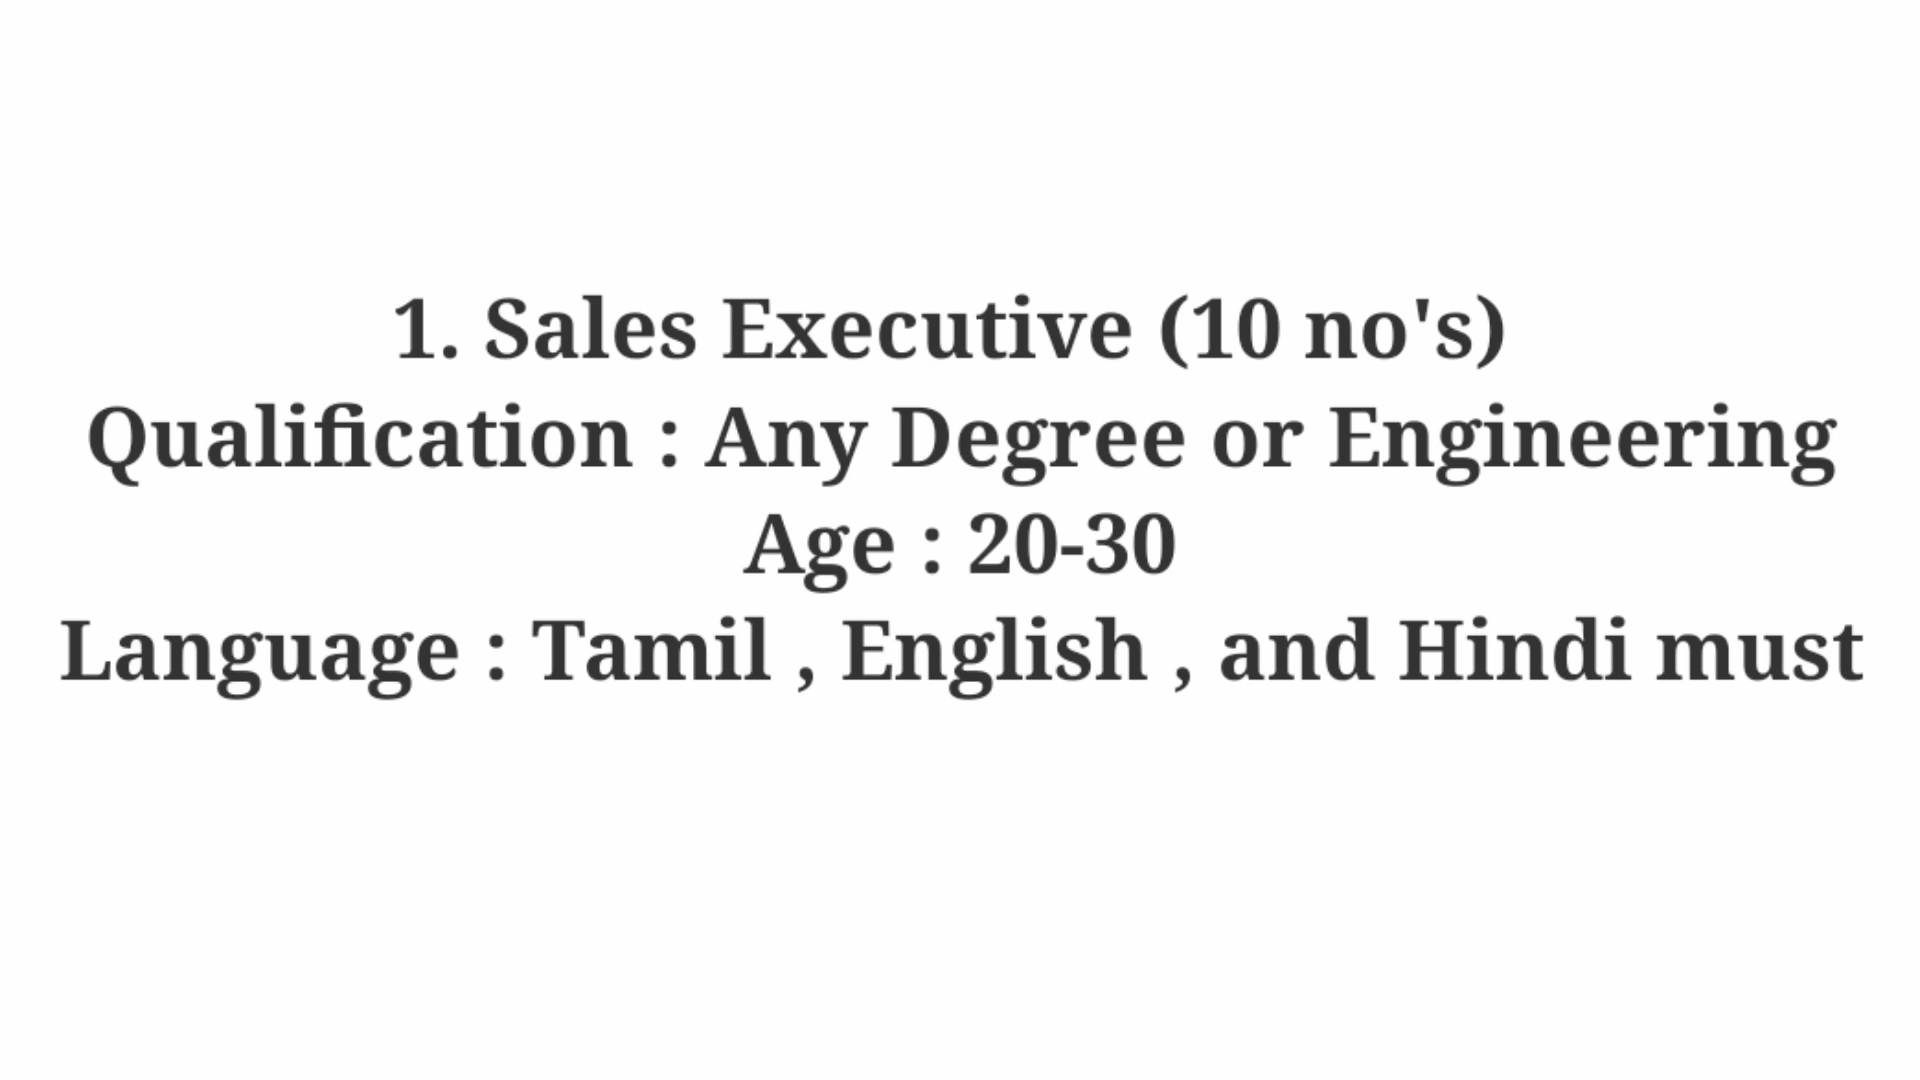 1. Sales Executive (10 no's)
Qualification : Any Degree or Engineering
Age : 20-30
Language : Tamil , English , and Hindi must